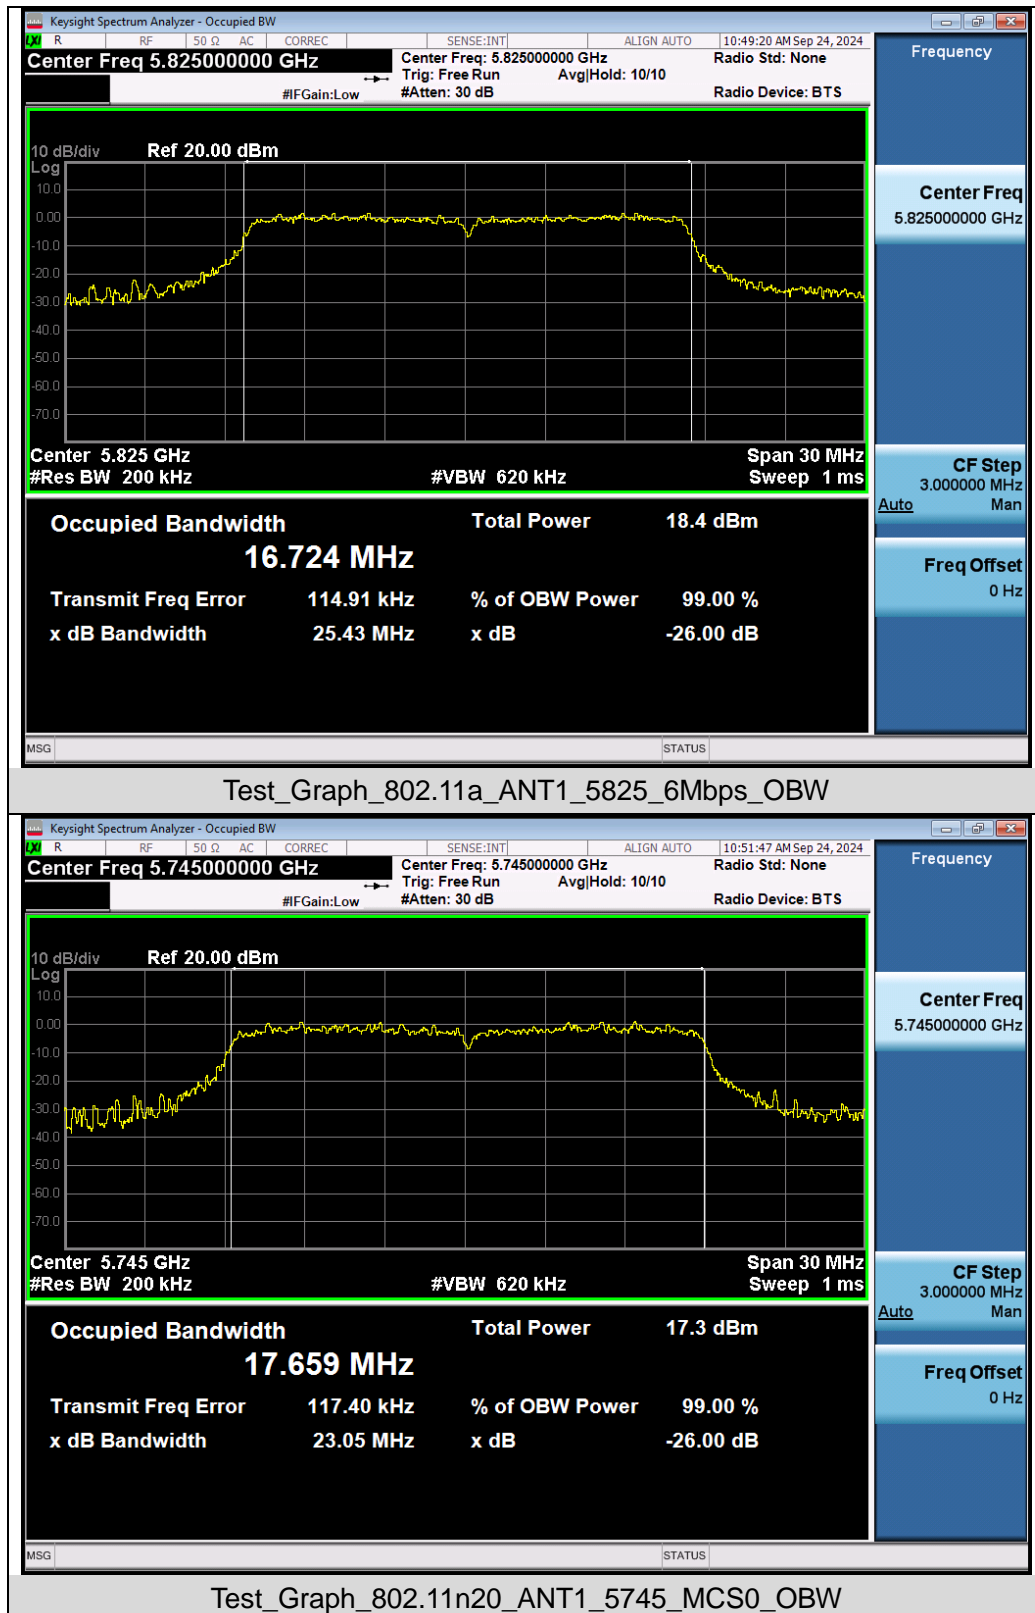 Keysight Spectrum Analyzer - Occupied BW
LXI R RF 50 Ω AC CORREC SENSE:INT ALIGN AUTO 10:49:20 AM Sep 24, 2024
Center Freq 5.825000000 GHz
Center Freq: 5.825000000 GHz Radio Std: None
Trig: Free Run Avg|Hold: 10/10
#IFGain:Low #Atten: 30 dB Radio Device: BTS
Frequency
10 dB/div Ref 20.00 dBm
Log
10.0
0.00
-10.0
-20.0
-30.0
-40.0
-50.0
-60.0
-70.0
Center Freq
5.825000000 GHz
Center 5.825 GHz Span 30 MHz
#Res BW 200 kHz #VBW 620 kHz Sweep 1 ms
CF Step
3.000000 MHz
Auto Man
Occupied Bandwidth Total Power 18.4 dBm
16.724 MHz
Freq Offset
0 Hz
Transmit Freq Error 114.91 kHz % of OBW Power 99.00 %
x dB Bandwidth 25.43 MHz x dB -26.00 dB
MSG STATUS
Test_Graph_802.11a_ANT1_5825_6Mbps_OBW
Keysight Spectrum Analyzer - Occupied BW
LXI R RF 50 Ω AC CORREC SENSE:INT ALIGN AUTO 10:51:47 AM Sep 24, 2024
Center Freq 5.745000000 GHz
Center Freq: 5.745000000 GHz Radio Std: None
Trig: Free Run Avg|Hold: 10/10
#IFGain:Low #Atten: 30 dB Radio Device: BTS
Frequency
10 dB/div Ref 20.00 dBm
Log
10.0
0.00
-10.0
-20.0
-30.0
-40.0
-50.0
-60.0
-70.0
Center Freq
5.745000000 GHz
Center 5.745 GHz Span 30 MHz
#Res BW 200 kHz #VBW 620 kHz Sweep 1 ms
CF Step
3.000000 MHz
Auto Man
Occupied Bandwidth Total Power 17.3 dBm
17.659 MHz
Freq Offset
0 Hz
Transmit Freq Error 117.40 kHz % of OBW Power 99.00 %
x dB Bandwidth 23.05 MHz x dB -26.00 dB
MSG STATUS
Test_Graph_802.11n20_ANT1_5745_MCS0_OBW